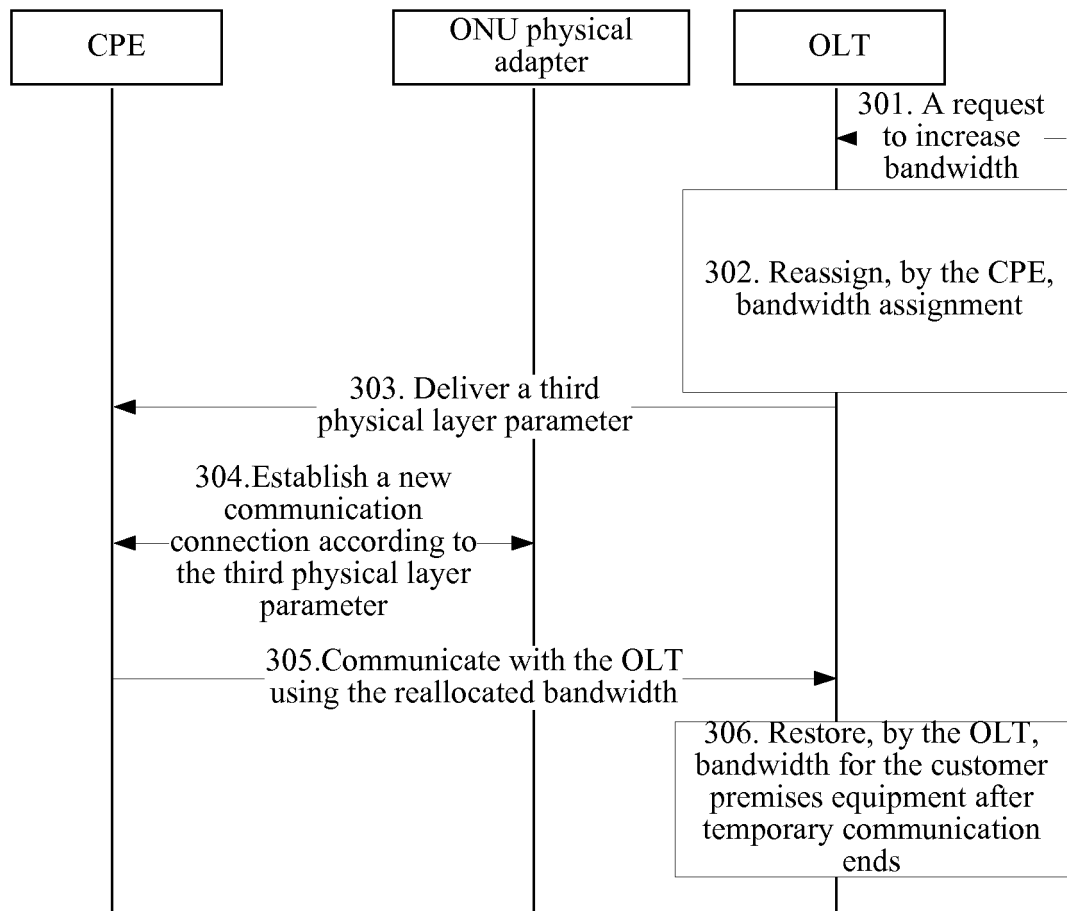 CPE
ONU physical
adapter
OLT
301. A request
to increase
bandwidth
302. Reassign, by the CPE,
bandwidth assignment
303. Deliver a third
physical layer parameter
304.Establish a new
communication
connection according to
the third physical layer
parameter
305.Communicate with the OLT
using the reallocated bandwidth
306. Restore, by the OLT,
bandwidth for the customer
premises equipment after
temporary communication
ends